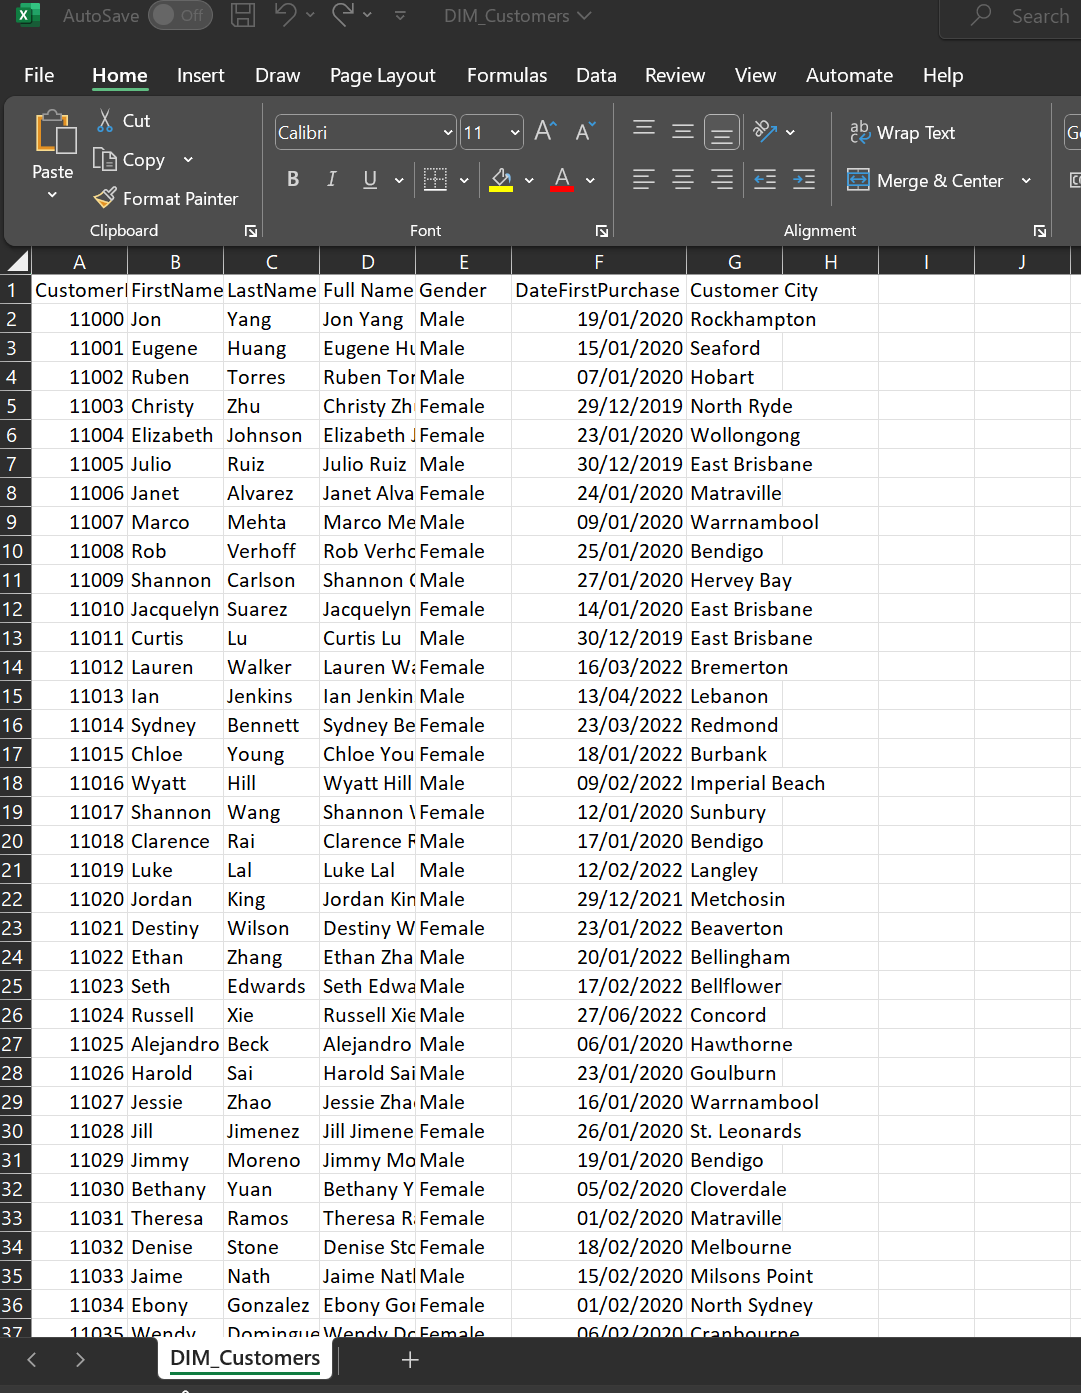 AutoSave Off DIM_Customers Search
File Home Insert Draw Page Layout Formulas Data Review View Automate Help
Cut
Copy
Paste
Format Painter
Clipboard
Calibri 11 A A
B I U A
Font
ab Wrap Text
Merge & Center
Alignment
A B C D E F G H I J
1 Customer FirstName LastName Full Name Gender DateFirstPurchase Customer City
2 11000 Jon Yang Jon Yang Male 19/01/2020 Rockhampton
3 11001 Eugene Huang Eugene Hu Male 15/01/2020 Seaford
4 11002 Ruben Torres Ruben Tor Male 07/01/2020 Hobart
5 11003 Christy Zhu Christy Zh Female 29/12/2019 North Ryde
6 11004 Elizabeth Johnson Elizabeth J Female 23/01/2020 Wollongong
7 11005 Julio Ruiz Julio Ruiz Male 30/12/2019 East Brisbane
8 11006 Janet Alvarez Janet Alva Female 24/01/2020 Matraville
9 11007 Marco Mehta Marco Me Male 09/01/2020 Warrnambool
10 11008 Rob Verhoff Rob Verho Female 25/01/2020 Bendigo
11 11009 Shannon Carlson Shannon C Male 27/01/2020 Hervey Bay
12 11010 Jacquelyn Suarez Jacquelyn Female 14/01/2020 East Brisbane
13 11011 Curtis Lu Curtis Lu Male 30/12/2019 East Brisbane
14 11012 Lauren Walker Lauren Wa Female 16/03/2022 Bremerton
15 11013 Ian Jenkins Ian Jenkin Male 13/04/2022 Lebanon
16 11014 Sydney Bennett Sydney Be Female 23/03/2022 Redmond
17 11015 Chloe Young Chloe You Female 18/01/2022 Burbank
18 11016 Wyatt Hill Wyatt Hill Male 09/02/2022 Imperial Beach
19 11017 Shannon Wang Shannon W Female 12/01/2020 Sunbury
20 11018 Clarence Rai Clarence R Male 17/01/2020 Bendigo
21 11019 Luke Lal Luke Lal Male 12/02/2022 Langley
22 11020 Jordan King Jordan Kin Male 29/12/2021 Metchosin
23 11021 Destiny Wilson Destiny W Female 23/01/2022 Beaverton
24 11022 Ethan Zhang Ethan Zha Male 20/01/2022 Bellingham
25 11023 Seth Edwards Seth Edwa Male 17/02/2022 Bellflower
26 11024 Russell Xie Russell Xie Male 27/06/2022 Concord
27 11025 Alejandro Beck Alejandro Male 06/01/2020 Hawthorne
28 11026 Harold Sai Harold Sai Male 23/01/2020 Goulburn
29 11027 Jessie Zhao Jessie Zha Male 16/01/2020 Warrnambool
30 11028 Jill Jimenez Jill Jimene Female 26/01/2020 St. Leonards
31 11029 Jimmy Moreno Jimmy Mo Male 19/01/2020 Bendigo
32 11030 Bethany Yuan Bethany Y Female 05/02/2020 Cloverdale
33 11031 Theresa Ramos Theresa Ra Female 01/02/2020 Matraville
34 11032 Denise Stone Denise Sto Female 18/02/2020 Melbourne
35 11033 Jaime Nath Jaime Nath Male 15/02/2020 Milsons Point
36 11034 Ebony Gonzalez Ebony Gon Female 01/02/2020 North Sydney
37 11035 Wendy Domingue Wendy Do Female 06/02/2020 Cranbourne
DIM_Customers